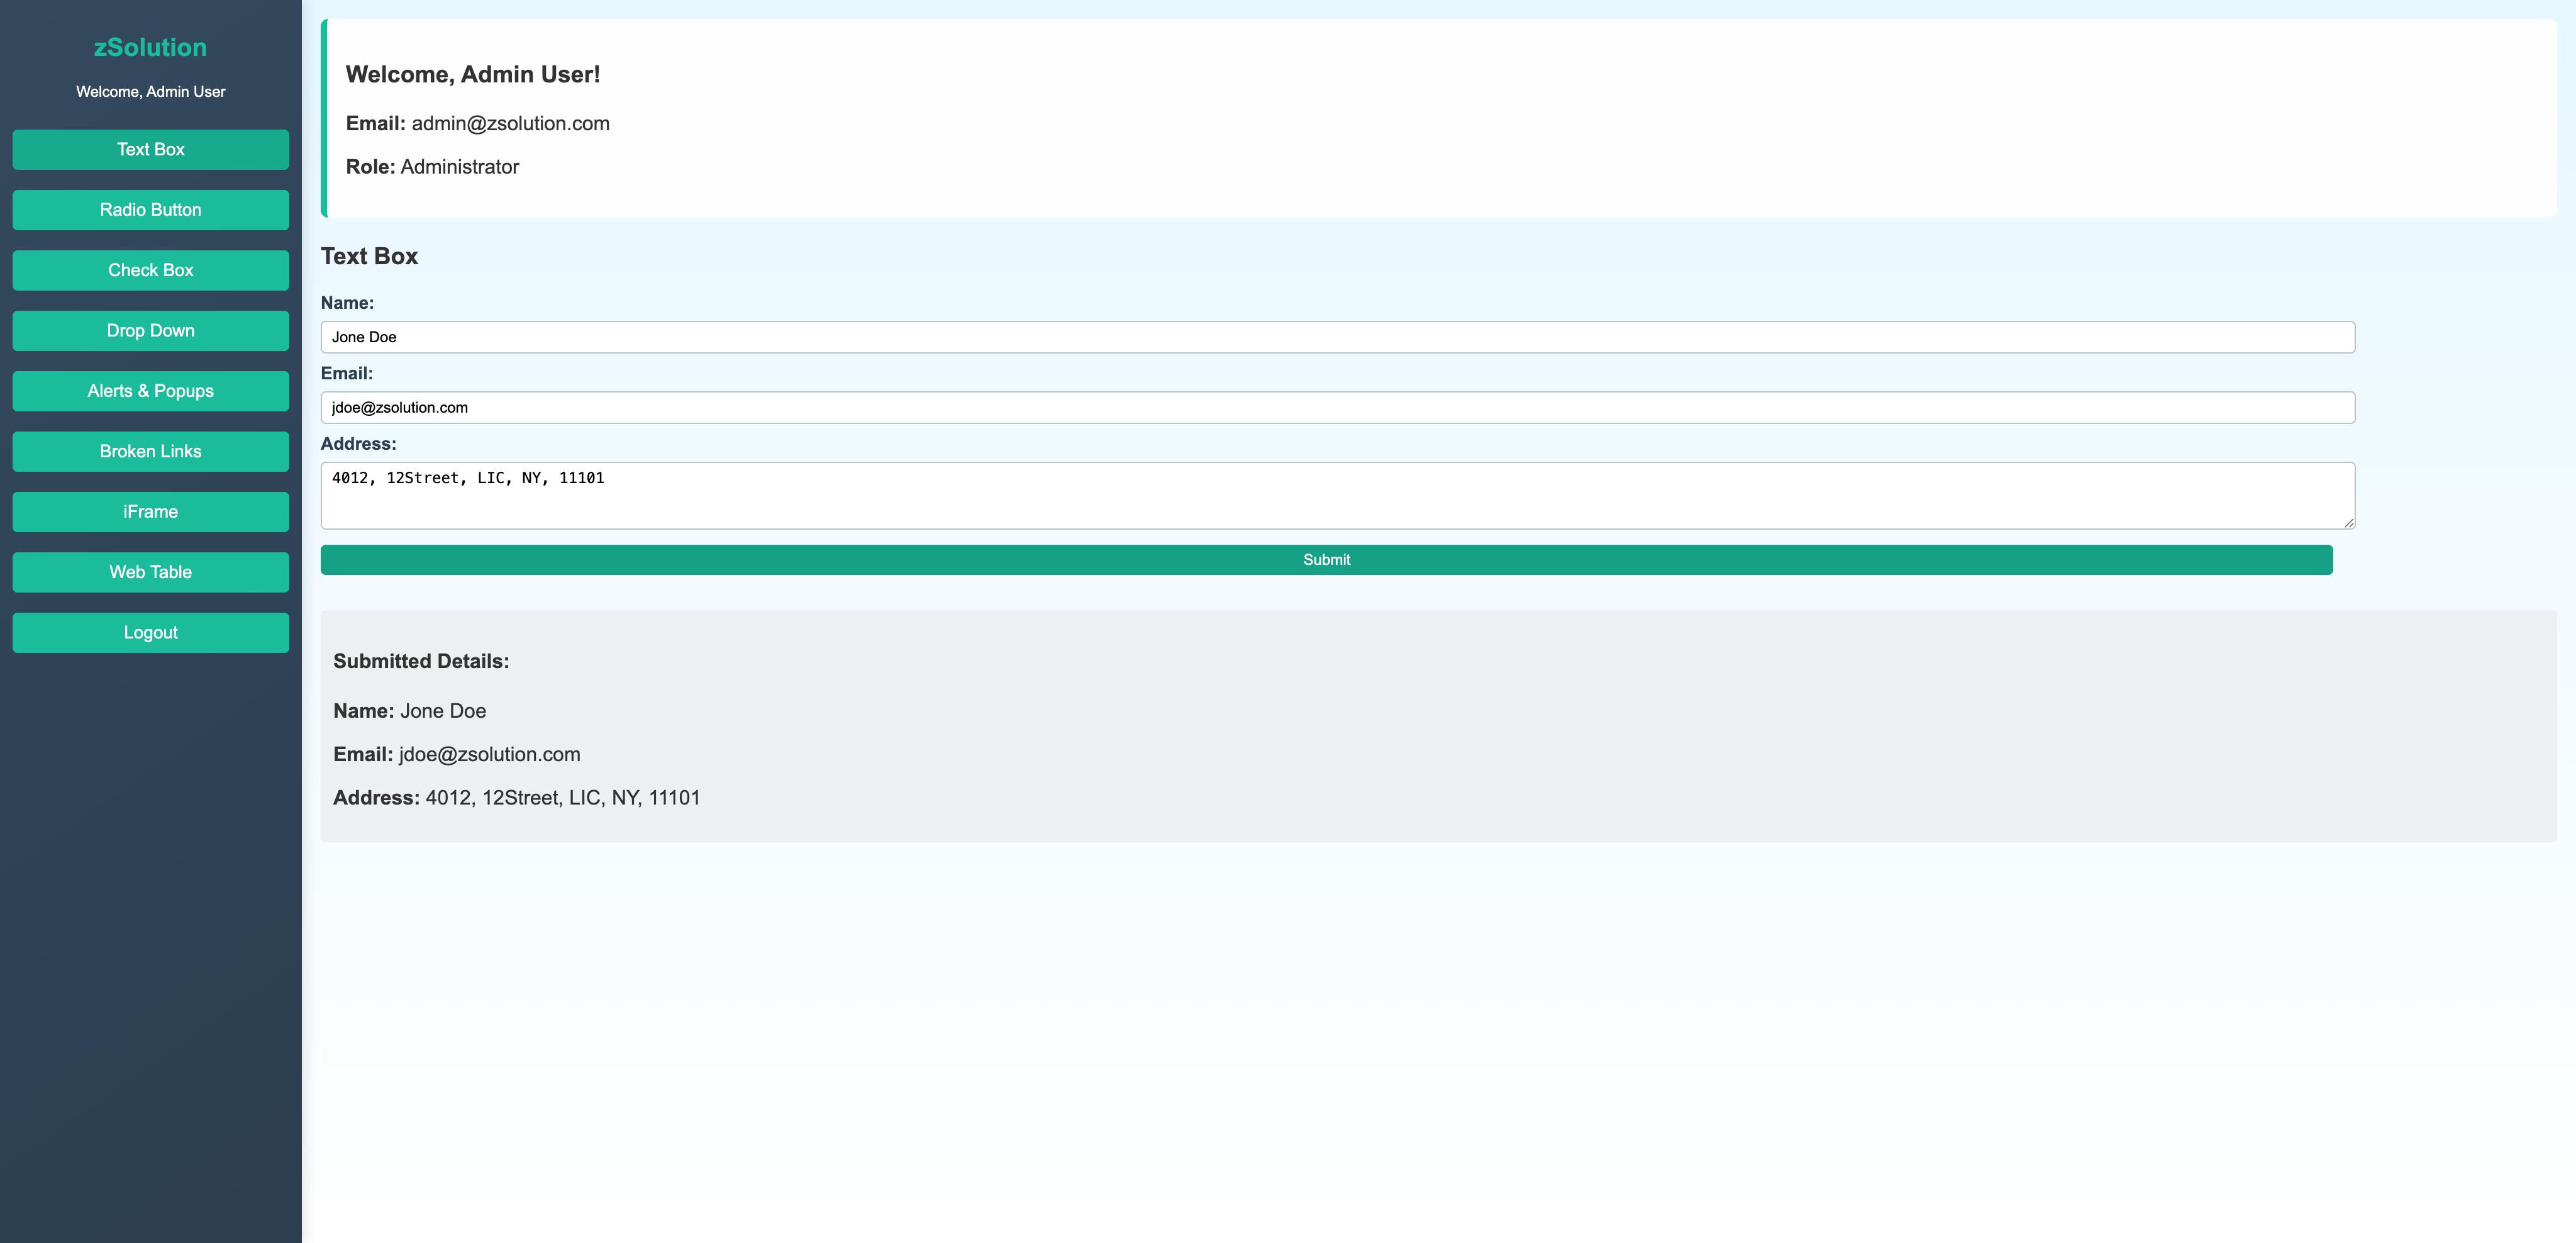 zSolution
Welcome, Admin User
Text Box
Radio Button
Check Box
Drop Down
Alerts & Popups
Broken Links
iFrame
Web Table
Logout
Welcome, Admin User!
Email: admin@zsolution.com
Role: Administrator
Text Box
Name:
Jone Doe
Email:
jdoe@zsolution.com
Address:
4012, 12Street, LIC, NY, 11101
Submit
Submitted Details:
Name: Jone Doe
Email: jdoe@zsolution.com
Address: 4012, 12Street, LIC, NY, 11101